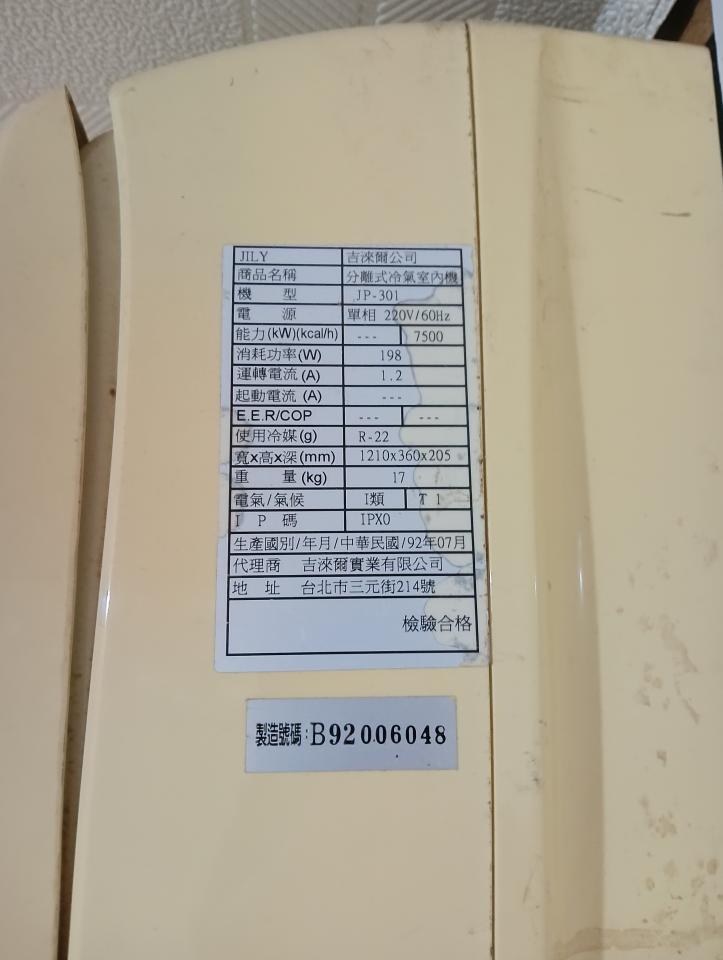 JILY 吉淶爾公司
商品名稱 分離式冷氣室內機
機 型 JP-301
電 源 單相 220V/60Hz
能力(kW)(kcal/h) --- 7500
消耗功率(W) 198
運轉電流(A) 1.2
起動電流(A) ---
E.E.R/COP --- ---
使用冷媒(g) R-22
寬x高x深(mm) 1210x360x205
重 量(kg) 17
電氣/氣候 I類 T 1
I P 碼 IPX0
生產國別/年月/中華民國/92年07月
代理商 吉淶爾實業有限公司
地 址 台北市三元街214號
檢驗合格
製造號碼:B92006048